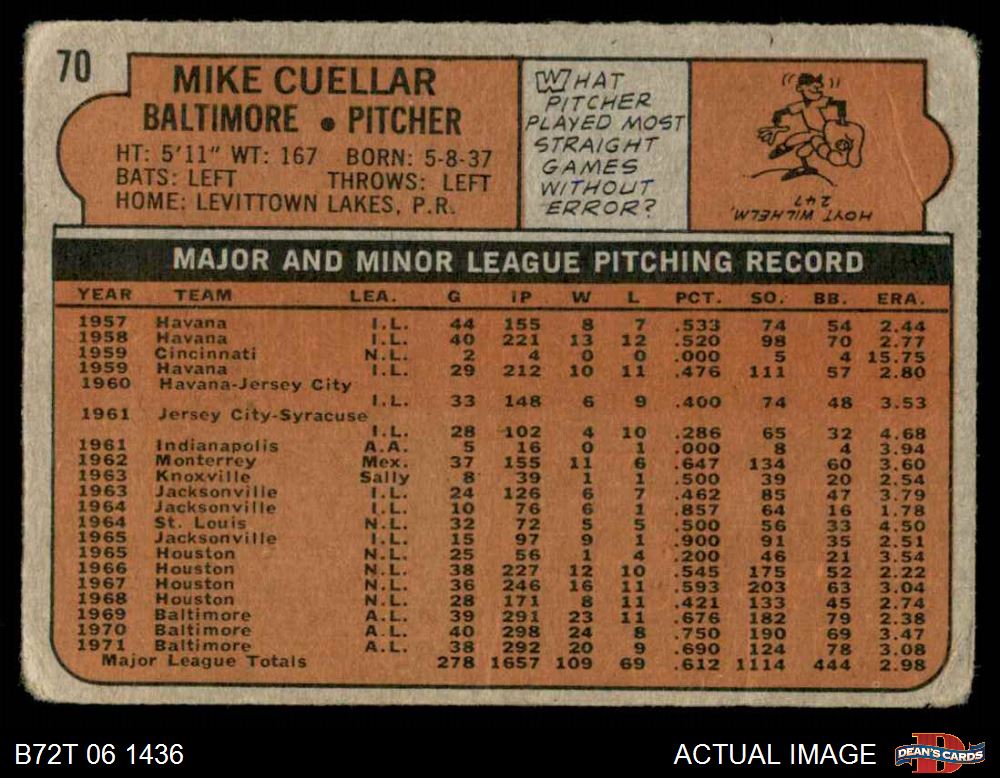 70
MIKE CUELLAR
BALTIMORE • PITCHER
HT: 5'11" WT: 167 BORN: 5-8-37
BATS: LEFT THROWS: LEFT
HOME: LEVITTOWN LAKES, P.R.
WHAT
PITCHER
PLAYED MOST
STRAIGHT
GAMES
WITHOUT
ERROR?
HOYT WILHELM,
247
MAJOR AND MINOR LEAGUE PITCHING RECORD
YEAR TEAM LEA. G IP W L PCT. SO. BB. ERA.
1957 Havana I.L. 44 155 8 7 .533 74 54 2.44
1958 Havana I.L. 40 221 13 12 .520 98 70 2.77
1959 Cincinnati N.L. 2 4 0 0 .000 5 4 15.75
1959 Havana I.L. 29 212 10 11 .476 111 57 2.80
1960 Havana-Jersey City
I.L. 33 148 6 9 .400 74 48 3.53
1961 Jersey City-Syracuse
I.L. 28 102 4 10 .286 65 32 4.68
1961 Indianapolis A.A. 5 16 0 1 .000 8 4 3.94
1962 Monterrey Mex. 37 155 11 6 .647 134 60 3.60
1963 Knoxville Sally 8 39 1 1 .500 39 20 2.54
1963 Jacksonville I.L. 24 126 6 7 .462 85 47 3.79
1964 Jacksonville I.L. 10 76 6 1 .857 64 16 1.78
1964 St. Louis N.L. 32 72 5 5 .500 56 33 4.50
1965 Jacksonville I.L. 15 97 9 1 .900 91 35 2.51
1965 Houston N.L. 25 56 1 4 .200 46 21 3.54
1966 Houston N.L. 38 227 12 10 .545 175 52 2.22
1967 Houston N.L. 36 246 16 11 .593 203 63 3.04
1968 Houston N.L. 28 171 8 11 .421 133 45 2.74
1969 Baltimore A.L. 39 291 23 11 .676 182 79 2.38
1970 Baltimore A.L. 40 298 24 8 .750 190 69 3.47
1971 Baltimore A.L. 38 292 20 9 .690 124 78 3.08
Major League Totals 278 1657 109 69 .612 1114 444 2.98
B72T 06 1436
ACTUAL IMAGE
DEAN'S CARDS